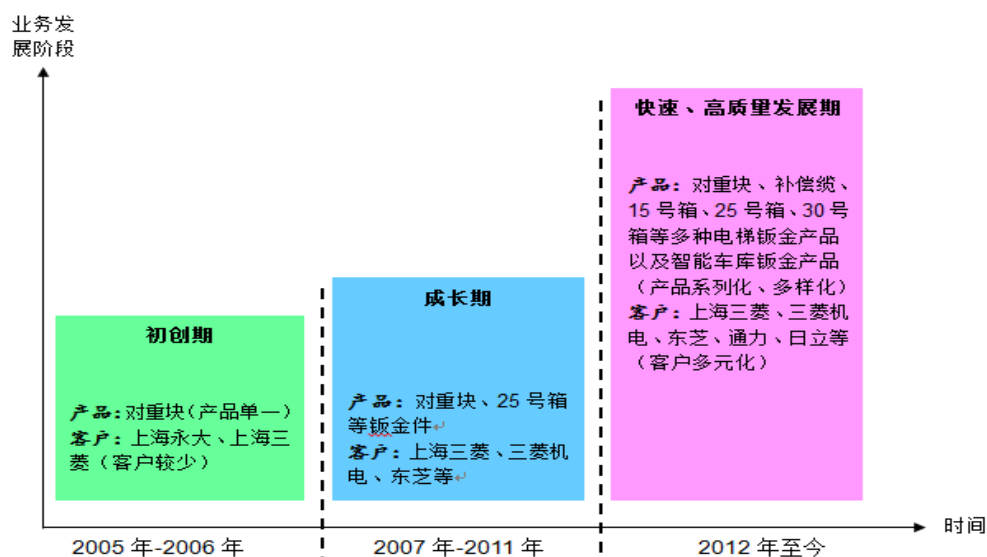 业务发
展阶段
快速、高质量发展期
产品：对重块、补偿缆、
15 号箱、25 号箱、30 号
箱等多种电梯钣金产品
以及智能车库钣金产品
（产品系列化、多样化）
客户：上海三菱、三菱机
电、东芝、通力、日立等
（客户多元化）
成长期
产品：对重块、25 号箱
等钣金件
客户：上海三菱、三菱机
电、东芝等
初创期
产品：对重块（产品单一）
客户：上海永大、上海三
菱（客户较少）
时间
2005 年-2006 年
2007 年-2011 年
2012 年至今